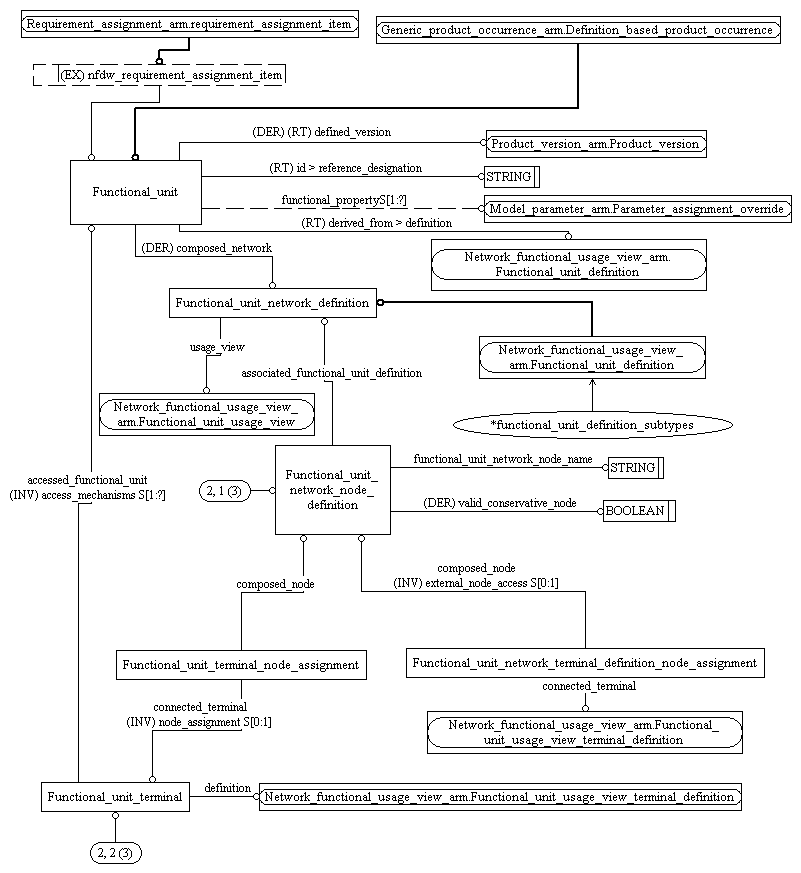 Requirement_assignment_arm.requirement_assignment_item
Generic_product_occurrence_arm.Definition_based_product_occurrence
(EX) nfdw_requirement_assignment_item
(DER) (RT) defined_version
Product_version_arm.Product_version
(RT) id > reference_designation
STRING
Functional_unit
functional_propertyS[1:?]
Model_parameter_arm.Parameter_assignment_override
(RT) derived_from > definition
(DER) composed_network
Network_functional_usage_view_arm.
Functional_unit_definition
Functional_unit_network_definition
usage_view
Network_functional_usage_view_
arm.Functional_unit_definition
associated_functional_unit_definition
Network_functional_usage_view_
arm.Functional_unit_usage_view
*functional_unit_definition_subtypes
accessed_functional_unit
(INV) access_mechanisms S[1:?]
2, 1 (3)
Functional_unit_
network_node_
definition
functional_unit_network_node_name
STRING
(DER) valid_conservative_node
BOOLEAN
composed_node
composed_node
(INV) external_node_access S[0:1]
Functional_unit_terminal_node_assignment
Functional_unit_network_terminal_definition_node_assignment
connected_terminal
(INV) node_assignment S[0:1]
connected_terminal
Network_functional_usage_view_arm.Functional_
unit_usage_view_terminal_definition
Functional_unit_terminal
definition
Network_functional_usage_view_arm.Functional_unit_usage_view_terminal_definition
2, 2 (3)